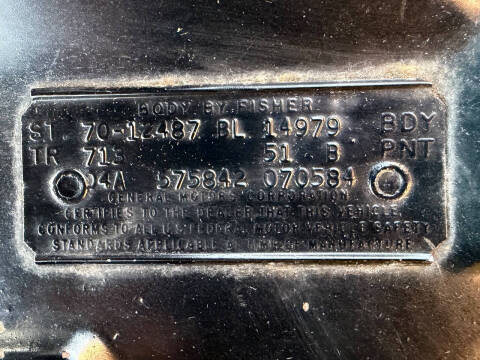 BODY BY FISHER
ST 70-12487 BL 14979 BDY
TR 713 51 B PNT
04A 575842 070584
GENERAL MOTORS CORPORATION
CERTIFIES TO THE DEALER THAT THIS VEHICLE
CONFORMS TO ALL U.S. FEDERAL MOTOR VEHICLE SAFETY
STANDARDS APPLICABLE AT TIME OF MANUFACTURE